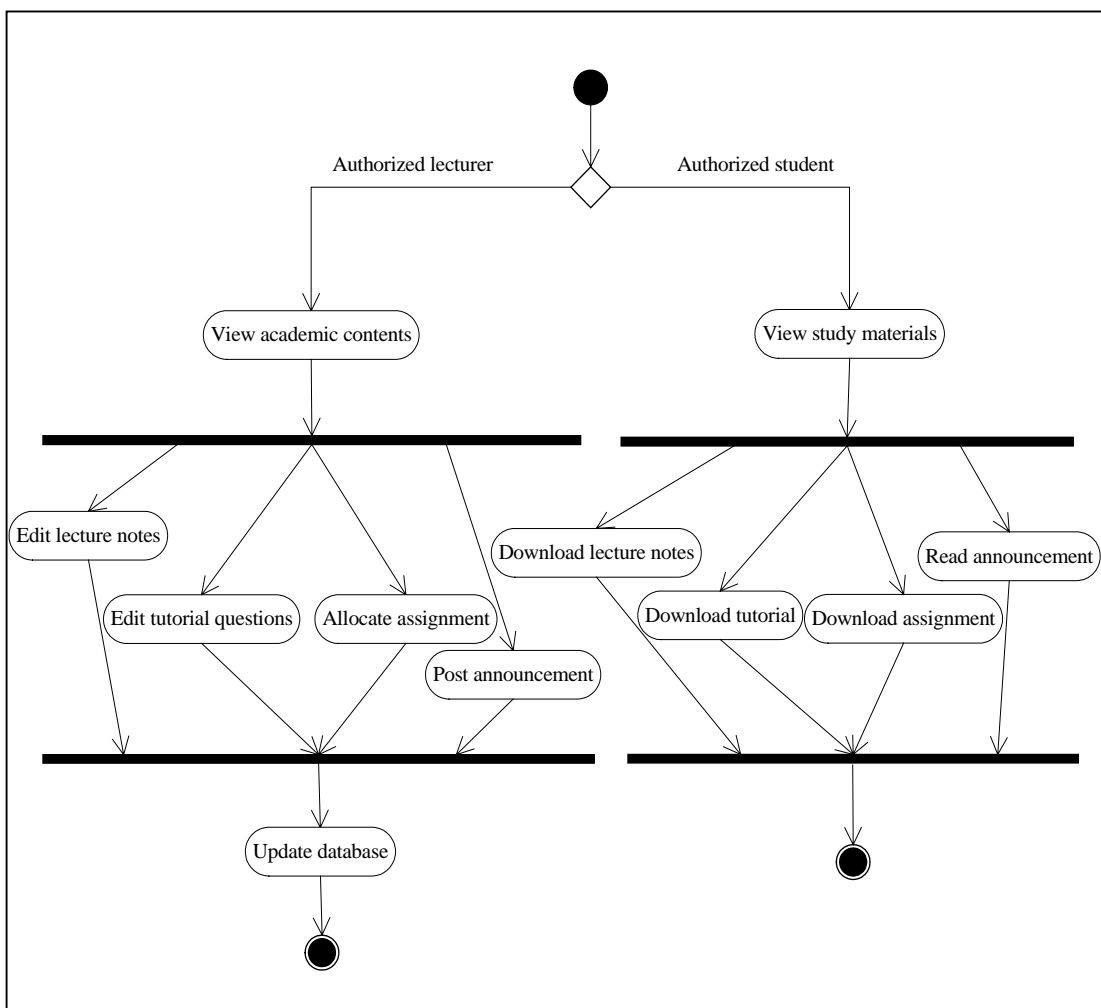 Authorized lecturer
Authorized student
View academic contents
View study materials
Edit lecture notes
Download lecture notes
Read announcement
Edit tutorial questions
Allocate assignment
Download tutorial
Download assignment
Post announcement
Update database